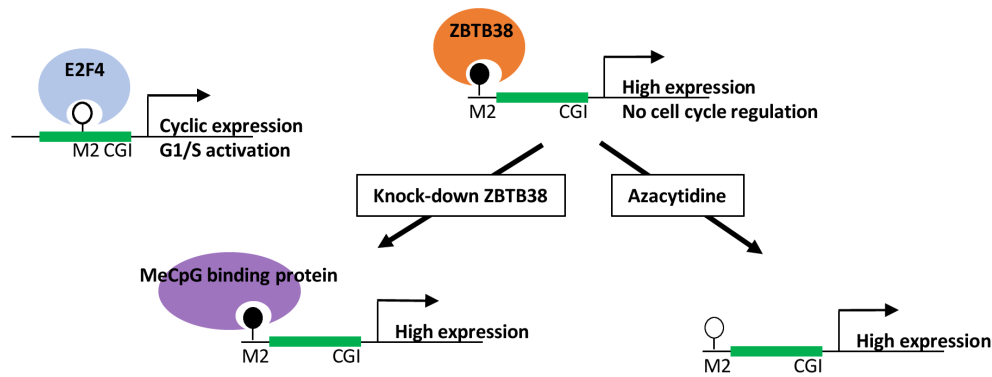 E2F4
Cyclic expression
G1/S activation
M2 CGI
ZBTB38
High expression
No cell cycle regulation
M2 CGI
Knock-down ZBTB38
Azacytidine
MeCpG binding protein
High expression
M2 CGI
High expression
M2 CGI